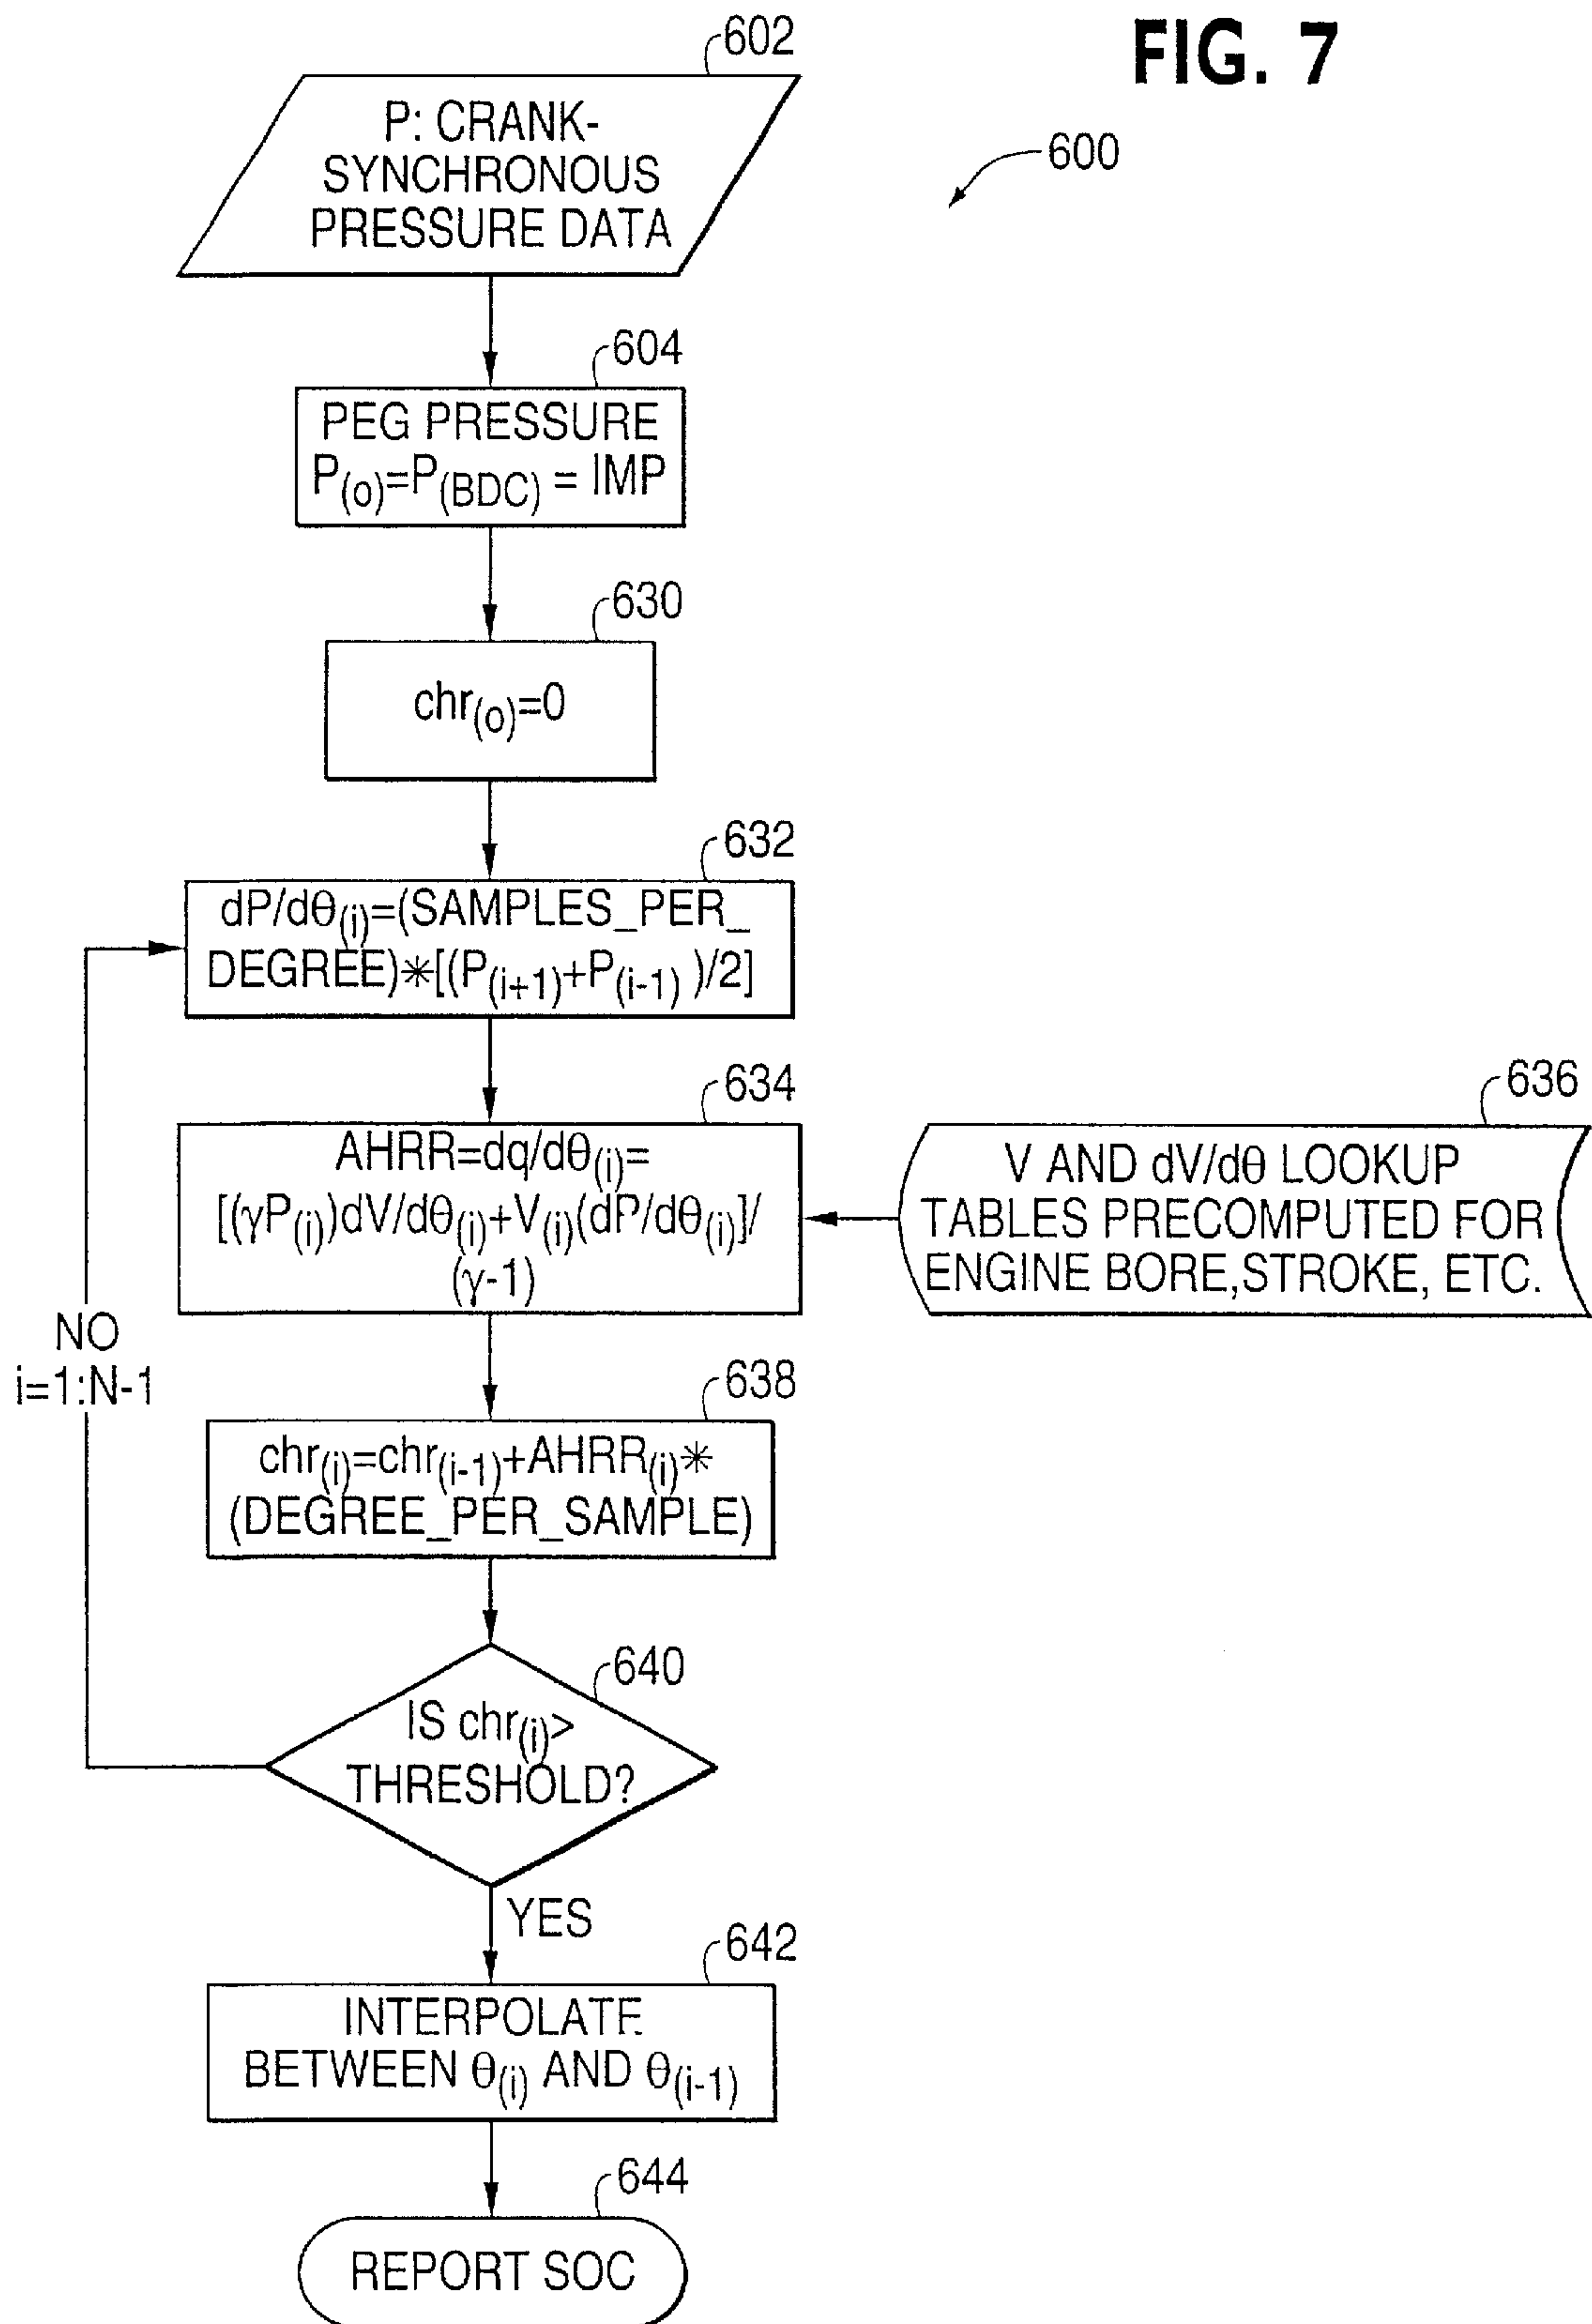 FIG. 7
600
602
P: CRANK-
SYNCHRONOUS
PRESSURE DATA
604
PEG PRESSURE
P(o)=P(BDC) = IMP
630
chr(o)=0
632
dP/dθ(i)=(SAMPLES_PER_
DEGREE)*[(P(i+1)+P(i-1) )/2]
634
AHRR=dq/dθ(i)=
[(γP(i))dV/dθ(i)+V(i)(dP/dθ(i)]/
(γ-1)
636
V AND dV/dθ LOOKUP
TABLES PRECOMPUTED FOR
ENGINE BORE,STROKE, ETC.
NO
i=1:N-1
638
chr(i)=chr(i-1)+AHRR(i)*
(DEGREE_PER_SAMPLE)
640
IS chr(i)>
THRESHOLD?
YES
642
INTERPOLATE
BETWEEN θ(i) AND θ(i-1)
644
REPORT SOC